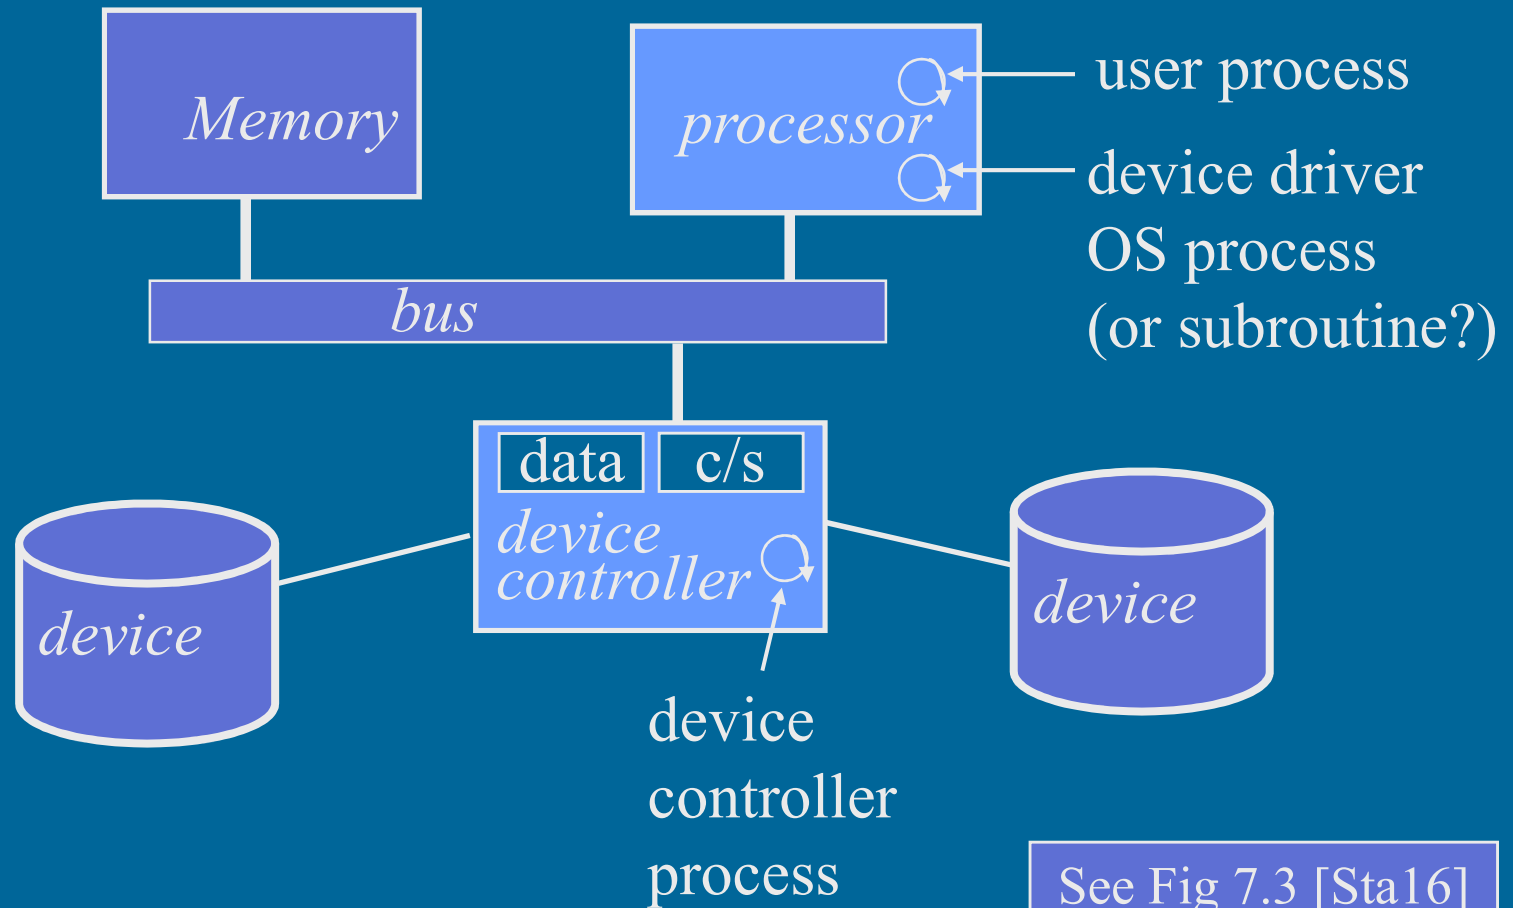 Memory
processor
user process
device driver
OS process
(or subroutine?)
bus
data
c/s
device
controller
device
device
device
controller
process
See Fig 7.3 [Sta16]